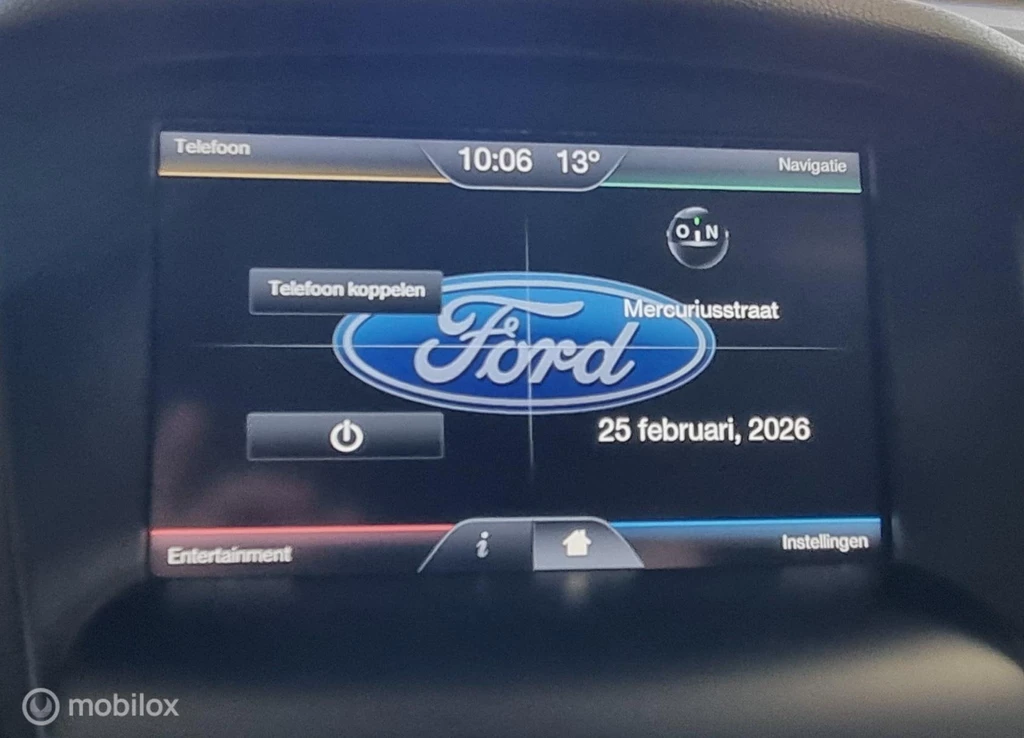 Telefoon
10:06 13°
Navigatie
O N
Telefoon koppelen
Mercuriusstraat
Ford
25 februari, 2026
i
Entertainment
Instellingen
mobilox